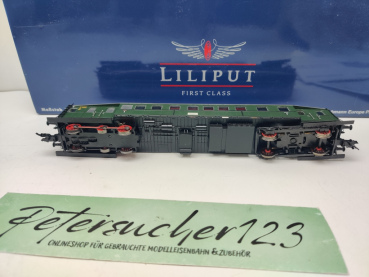 LILIPUT
FIRST CLASS
Petersucher123
ONLINESHOP FÜR GEBRAUCHTE MODELLEISENBAHN & ZUBEHÖR